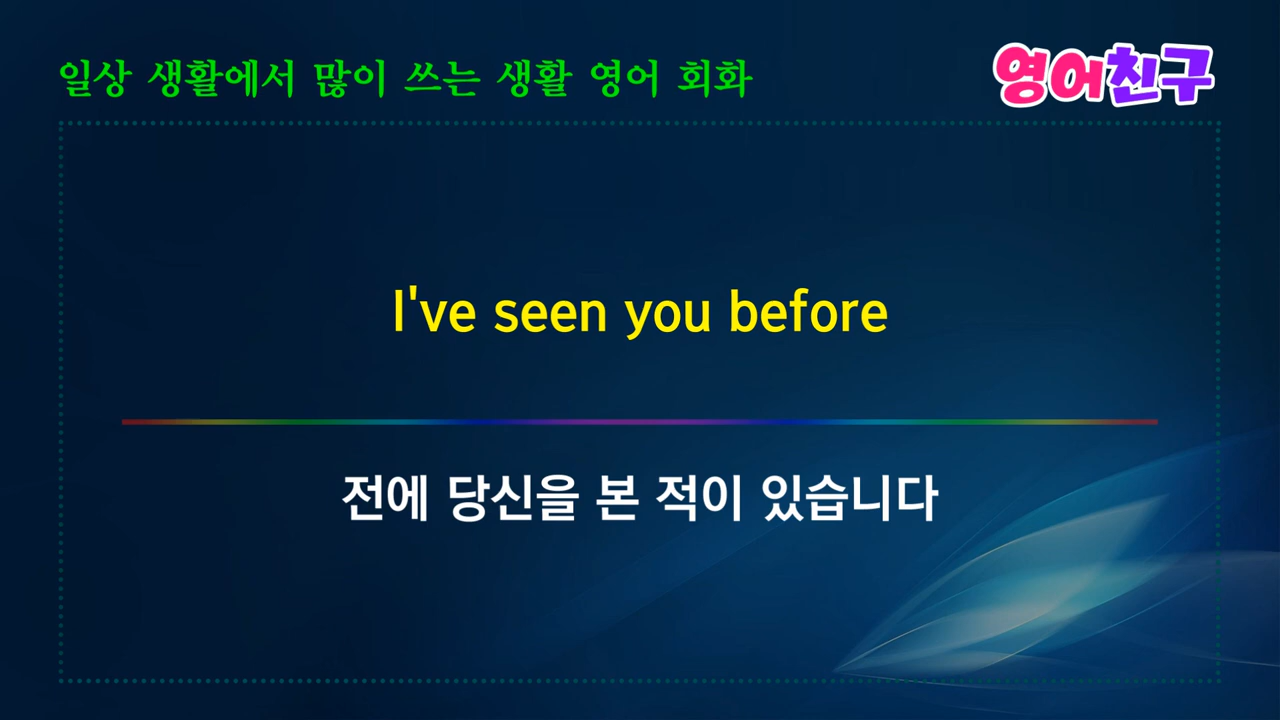 일상 생활에서 많이 쓰는 생활 영어 회화
영어친구
I've seen you before
전에 당신을 본 적이 있습니다